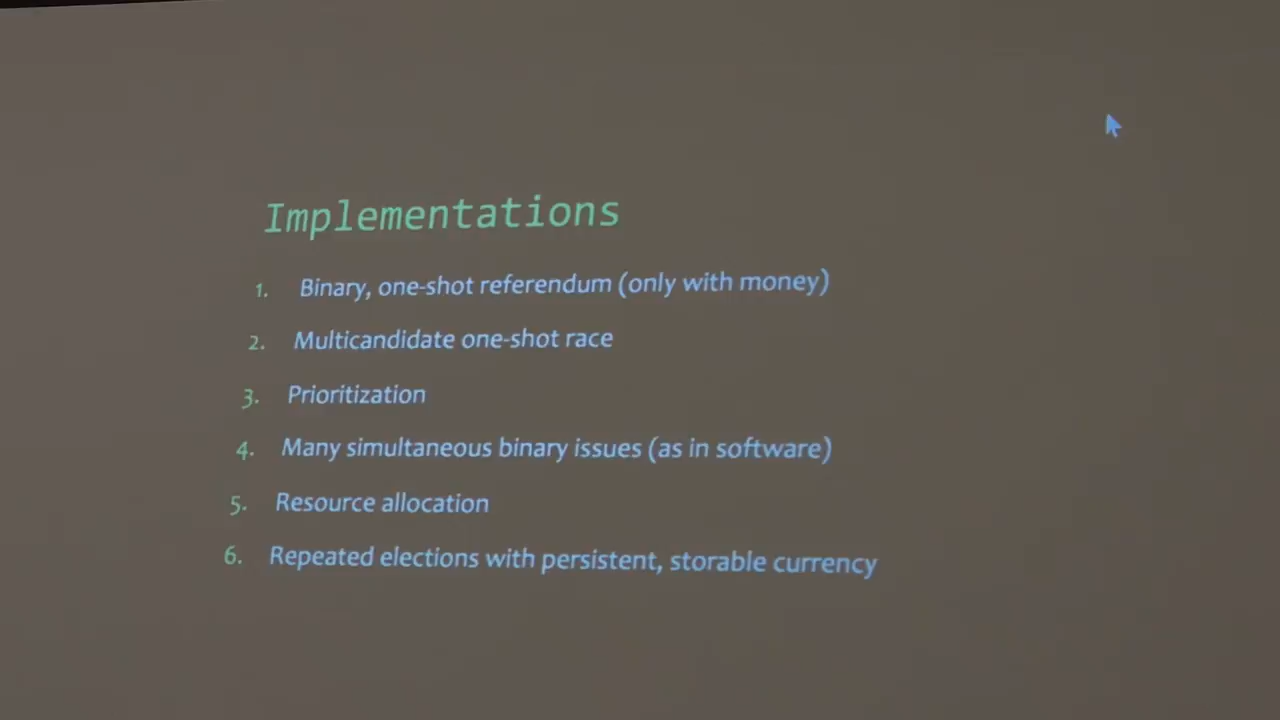 Implementations
1. Binary, one-shot referendum (only with money)
2. Multicandidate one-shot race
3. Prioritization
4. Many simultaneous binary issues (as in software)
5. Resource allocation
6. Repeated elections with persistent, storable currency